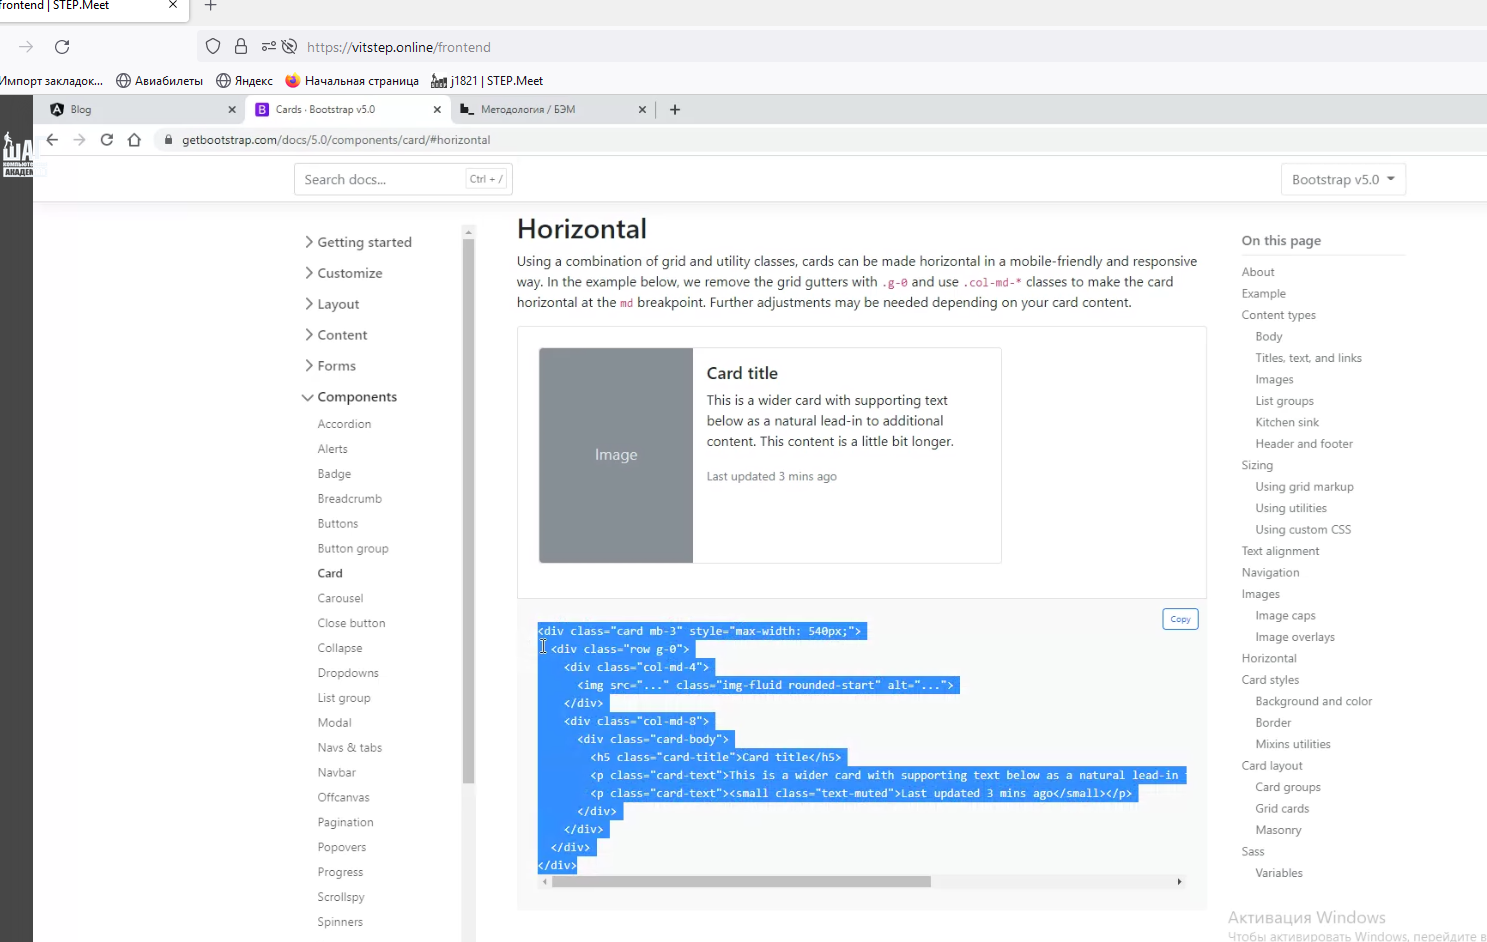 frontend | STEP.Meet
https://vitstep.online/frontend
Импорт закладок...
Авиабилеты
Яндекс
Начальная страница
j1821 | STEP.Meet
Blog
Cards · Bootstrap v5.0
Методология / БЭМ
getbootstrap.com/docs/5.0/components/card/#horizontal
Search docs...
Ctrl + /
Bootstrap v5.0
Getting started
Customize
Layout
Content
Forms
Components
Accordion
Alerts
Badge
Breadcrumb
Buttons
Button group
Card
Carousel
Close button
Collapse
Dropdowns
List group
Modal
Navs & tabs
Navbar
Offcanvas
Pagination
Popovers
Progress
Scrollspy
Spinners
Horizontal
Using a combination of grid and utility classes, cards can be made horizontal in a mobile-friendly and responsive
way. In the example below, we remove the grid gutters with .g-0 and use .col-md-* classes to make the card
horizontal at the md breakpoint. Further adjustments may be needed depending on your card content.
Image
Card title
This is a wider card with supporting text
below as a natural lead-in to additional
content. This content is a little bit longer.
Last updated 3 mins ago
Copy
<div class="card mb-3" style="max-width: 540px;">
<div class="row g-0">
<div class="col-md-4">
<img src="..." class="img-fluid rounded-start" alt="...">
</div>
<div class="col-md-8">
<div class="card-body">
<h5 class="card-title">Card title</h5>
<p class="card-text">This is a wider card with supporting text below as a natural lead-in
<p class="card-text"><small class="text-muted">Last updated 3 mins ago</small></p>
</div>
</div>
</div>
</div>
On this page
About
Example
Content types
Body
Titles, text, and links
Images
List groups
Kitchen sink
Header and footer
Sizing
Using grid markup
Using utilities
Using custom CSS
Text alignment
Navigation
Images
Image caps
Image overlays
Horizontal
Card styles
Background and color
Border
Mixins utilities
Card layout
Card groups
Grid cards
Masonry
Sass
Variables
Активация Windows
Чтобы активировать Windows, перейдите в